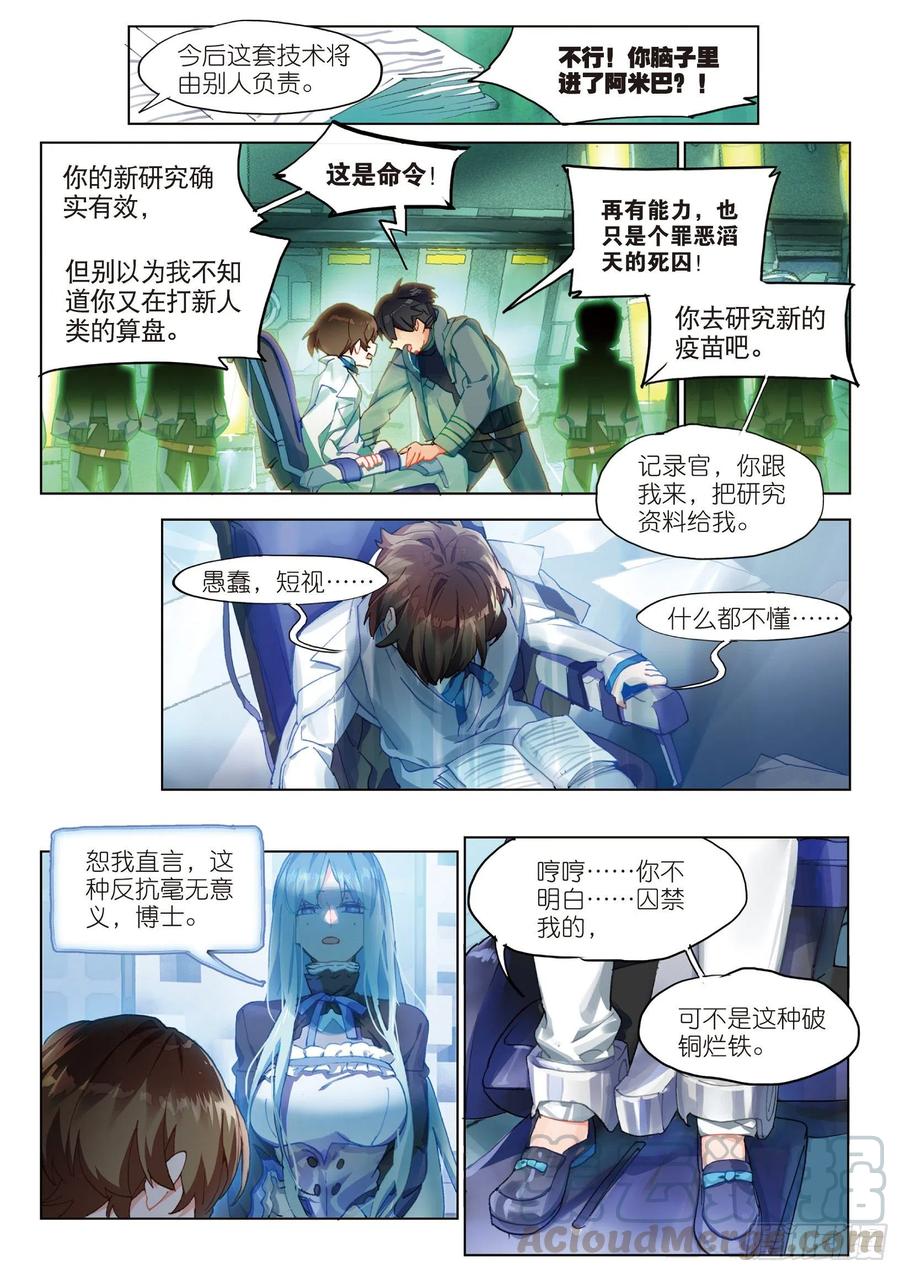 今后这套技术将
由别人负责。
不行！你脑子里
进了阿米巴？！
你的新研究确
实有效，
但别以为我不知
道你又在打新人
类的算盘。
这是命令！
再有能力，也
只是个罪恶滔
天的死囚！
你去研究新的
疫苗吧。
记录官，你跟
我来，把研究
资料给我。
愚蠢，短视……
什么都不懂……
恕我直言，这
种反抗毫无意
义，博士。
哼哼……你不
明白……囚禁
我的，
可不是这种破
铜烂铁。
AcloudMerge.com